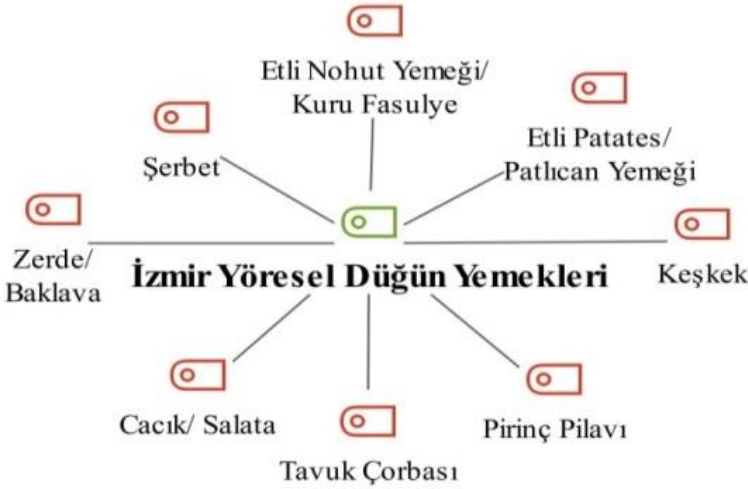 Etli Nohut Yemeği/
Kuru Fasulye
Etli Patates/
Patlıcan Yemeği
Şerbet
Zerde/
Baklava
İzmir Yöresel Düğün Yemekleri
Keşkek
Cacık/ Salata
Pirinç Pilavı
Tavuk Çorbası